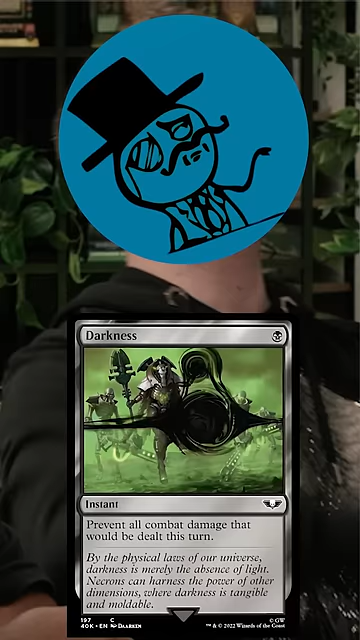 Darkness
Instant
Prevent all combat damage that
would be dealt this turn.
By the physical laws of our universe,
darkness is merely the absence of light.
Necrons can harness the power of other
dimensions, where darkness is tangible
and moldable.
197 C © GW
40K • EN Daarken ™ & © 2022 Wizards of the Coast